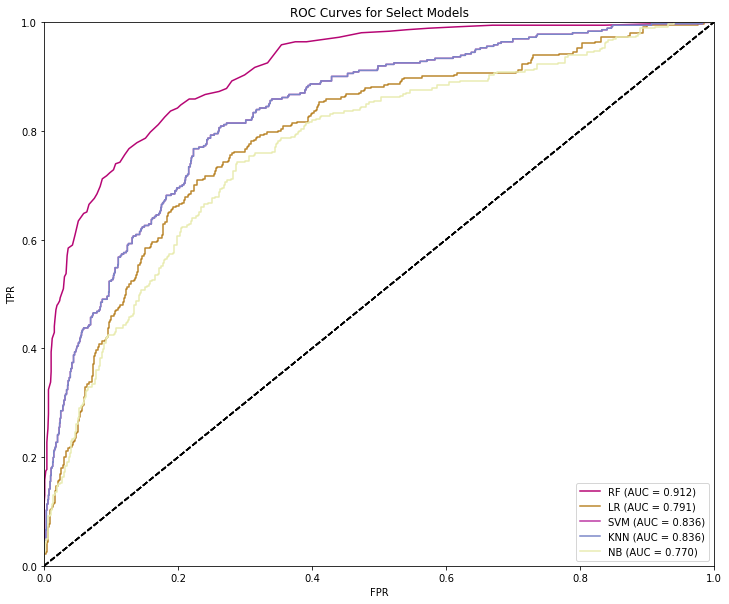 ROC Curves for Select Models
1.0
0.8
0.6
0.4
0.2
0.0
TPR
RF (AUC = 0.912)
LR (AUC = 0.791)
SVM (AUC = 0.836)
KNN (AUC = 0.836)
NB (AUC = 0.770)
0.0 0.2 0.4 0.6 0.8 1.0
FPR